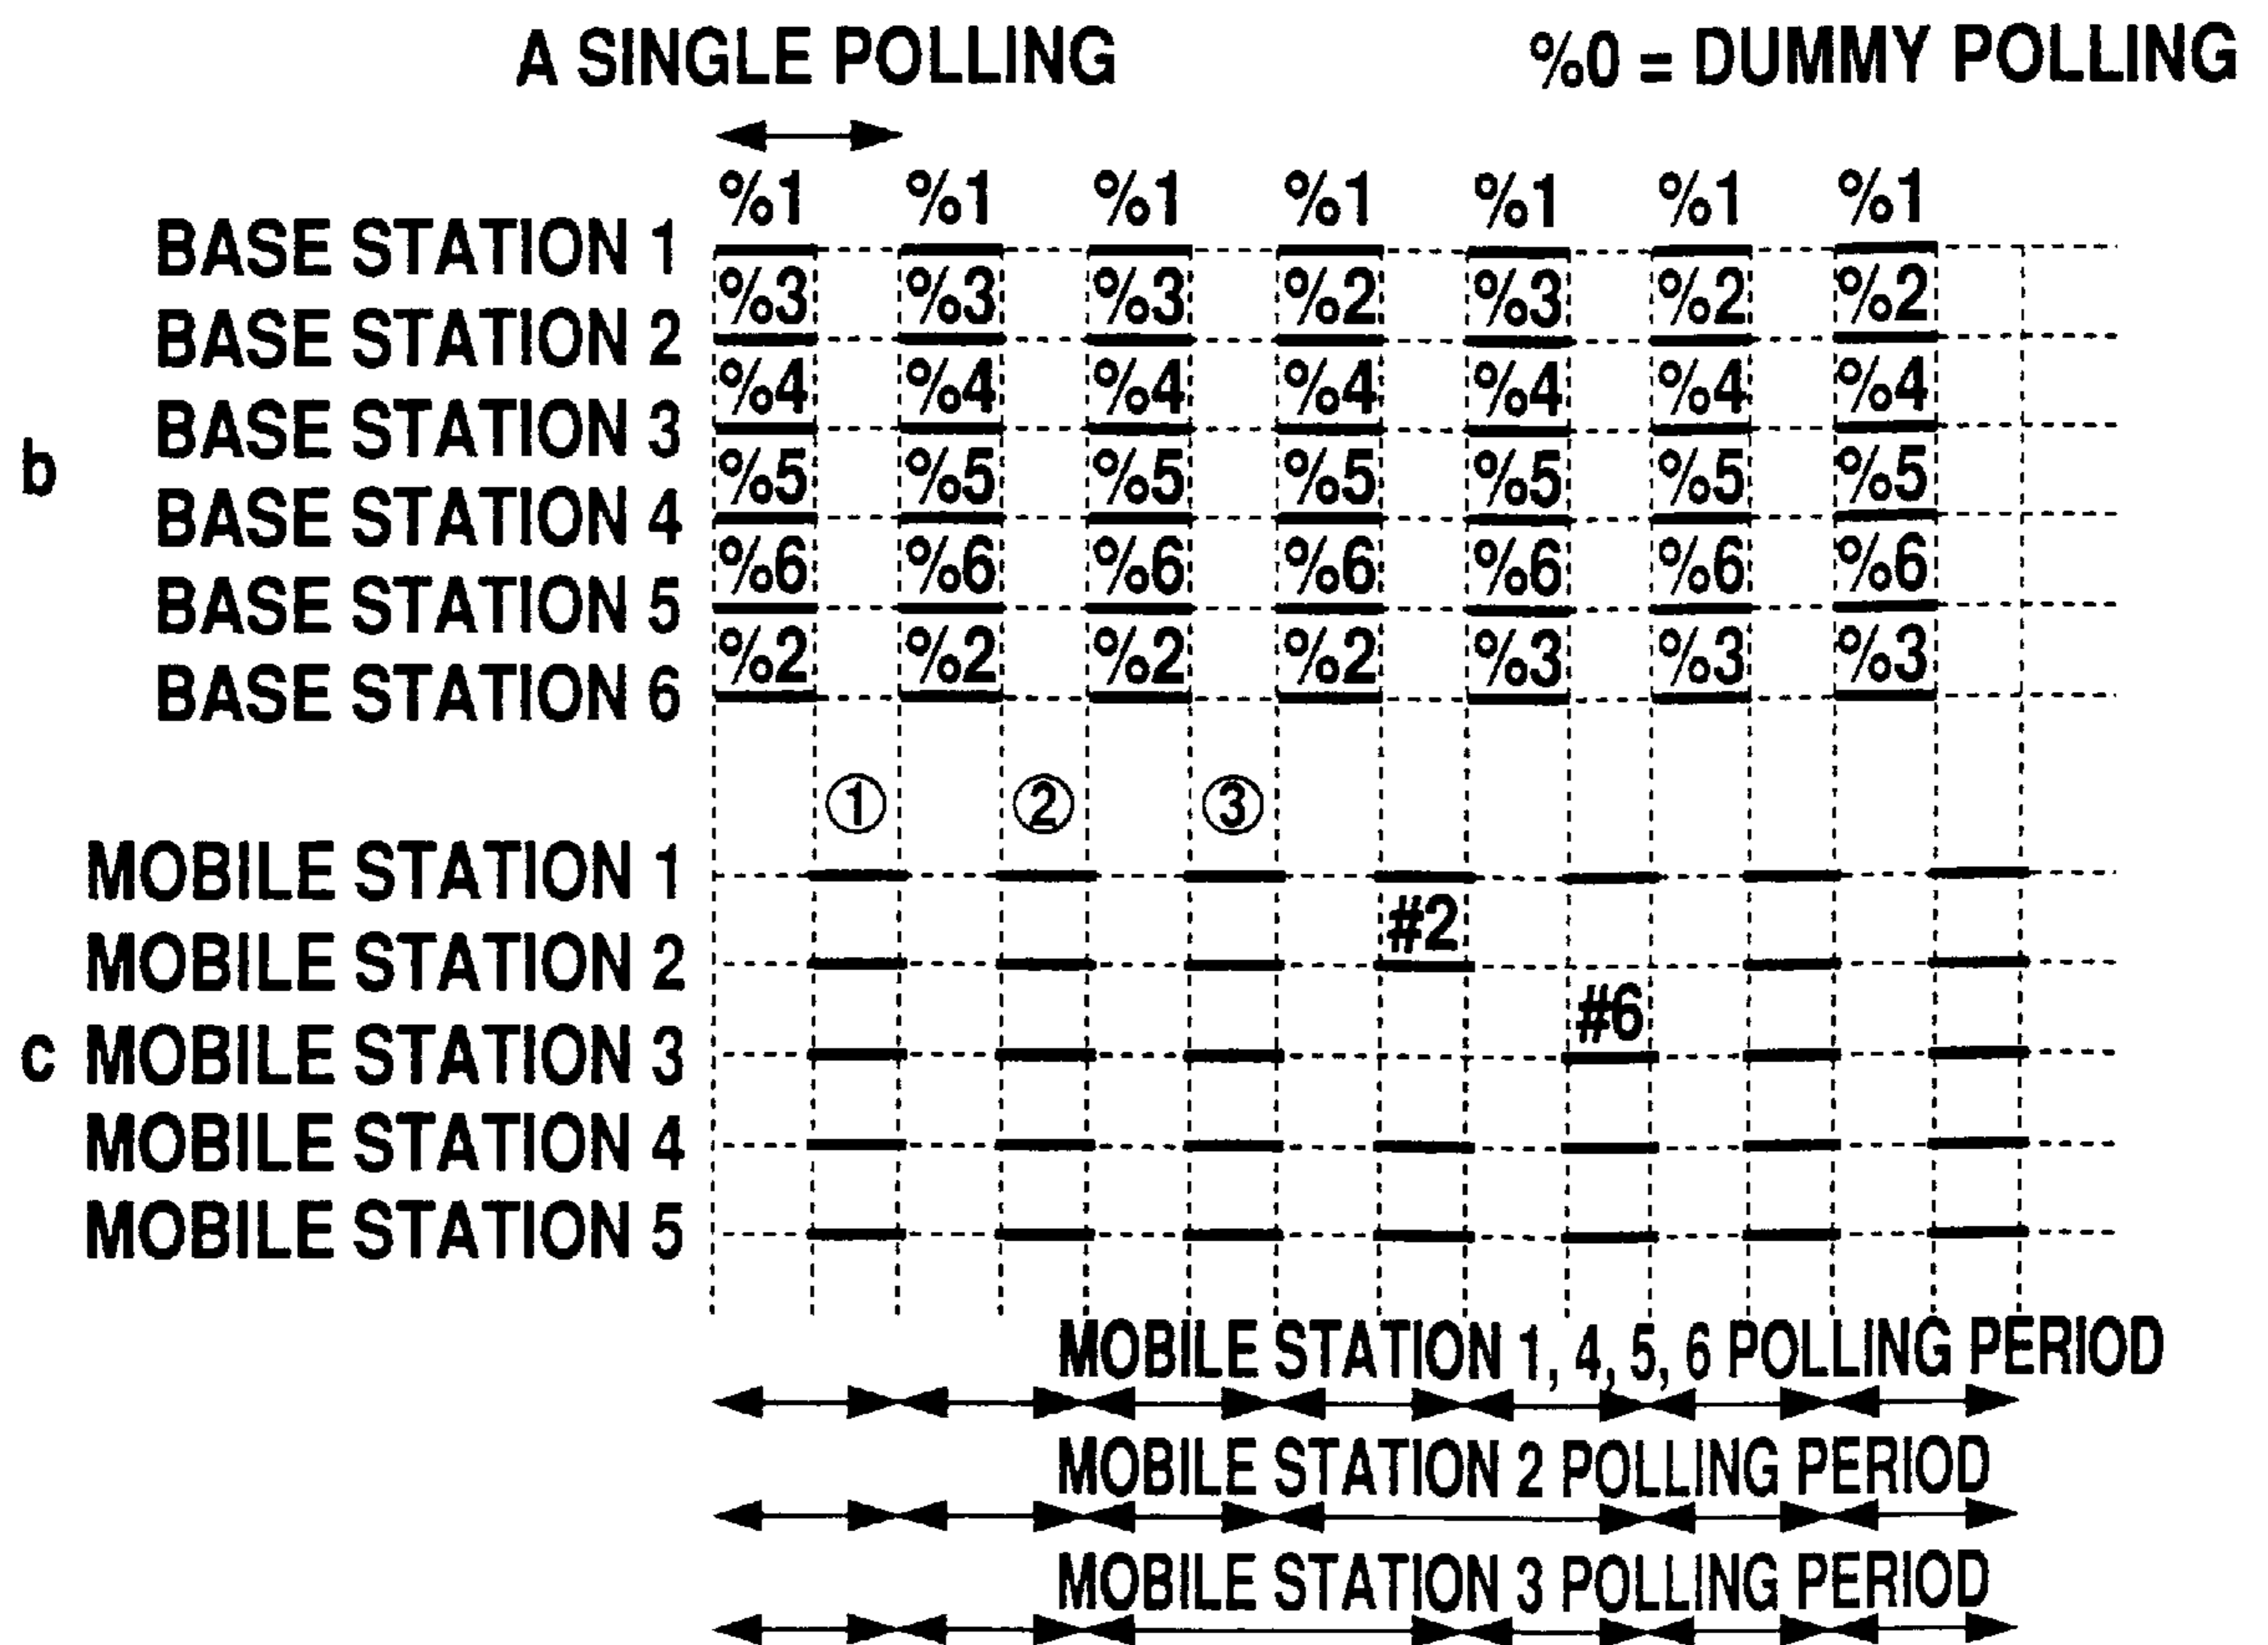 A SINGLE POLLING
%0 = DUMMY POLLING
%1 %1 %1 %1 %1 %1 %1
BASE STATION 1
%3 %3 %3 %2 %3 %2 %2
BASE STATION 2
%4 %4 %4 %4 %4 %4 %4
BASE STATION 3
b
%5 %5 %5 %5 %5 %5 %5
BASE STATION 4
%6 %6 %6 %6 %6 %6 %6
BASE STATION 5
%2 %2 %2 %2 %3 %3 %3
BASE STATION 6
① ② ③
MOBILE STATION 1
#2
MOBILE STATION 2
#6
c MOBILE STATION 3
MOBILE STATION 4
MOBILE STATION 5
MOBILE STATION 1, 4, 5, 6 POLLING PERIOD
MOBILE STATION 2 POLLING PERIOD
MOBILE STATION 3 POLLING PERIOD